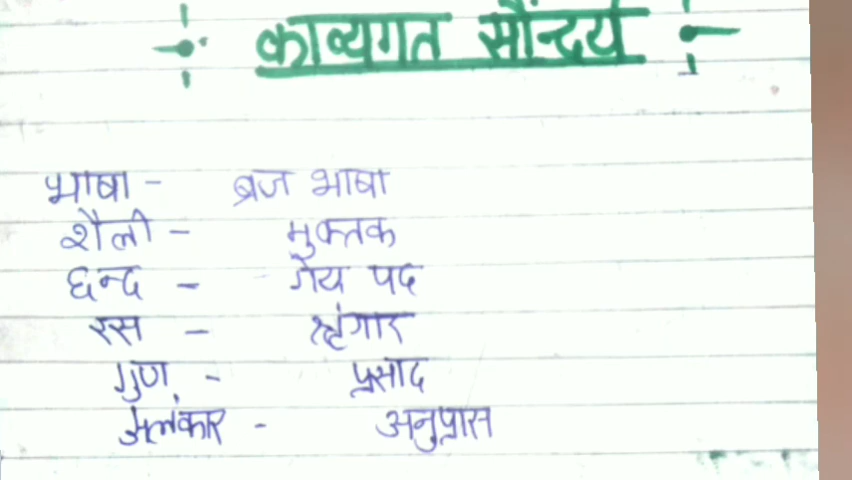 काव्यगत सौन्दर्य
भाषा - ब्रज भाषा
शैली - मुक्तक
छन्द - गेय पद
रस - श्रृंगार
गुण - प्रसाद
अलंकार - अनुप्रास